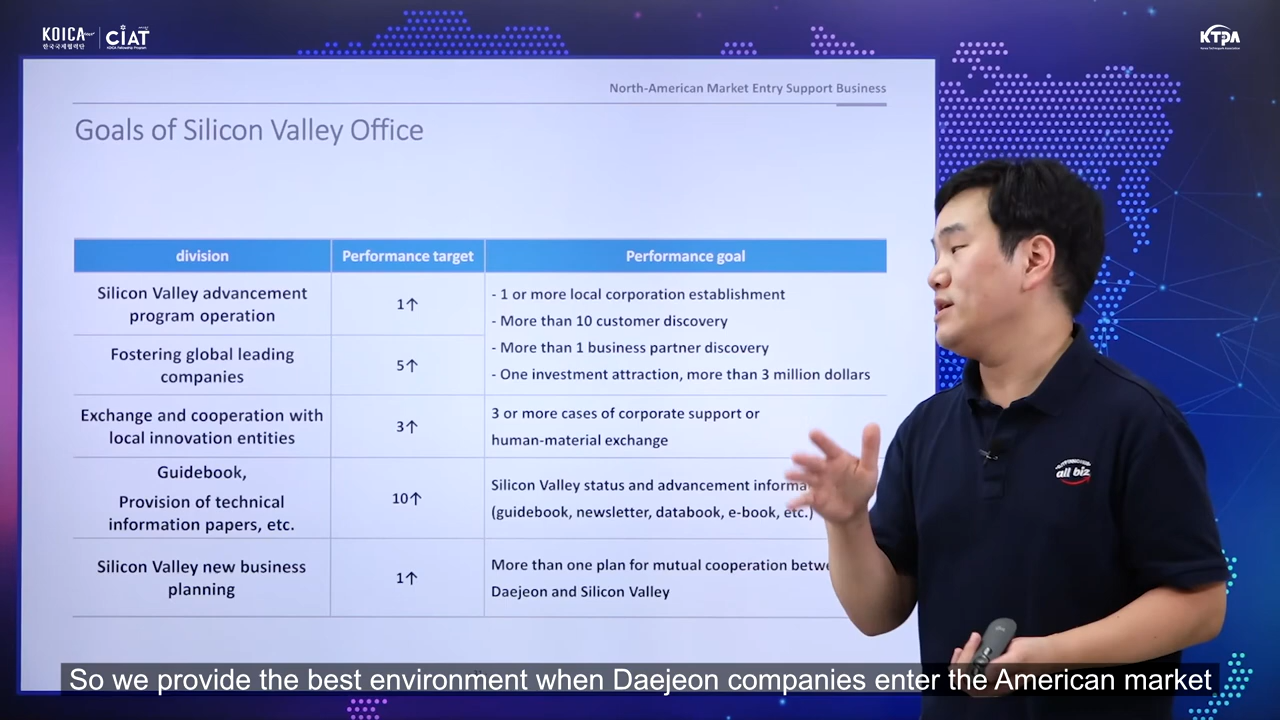 KOICA
한국국제협력단
CIAT
KOICA Fellowship Program
KTPA
Korea Technopark Association
North-American Market Entry Support Business
Goals of Silicon Valley Office
division
Performance target
Performance goal
Silicon Valley advancement
program operation
1↑
- 1 or more local corporation establishment
- More than 10 customer discovery
- More than 1 business partner discovery
- One investment attraction, more than 3 million dollars
Fostering global leading
companies
5↑
Exchange and cooperation with
local innovation entities
3↑
3 or more cases of corporate support or
human-material exchange
Guidebook,
Provision of technical
information papers, etc.
10↑
Silicon Valley status and advancement informa
(guidebook, newsletter, databook, e-book, etc.)
Silicon Valley new business
planning
1↑
More than one plan for mutual cooperation betwe
Daejeon and Silicon Valley
all biz
So we provide the best environment when Daejeon companies enter the American market